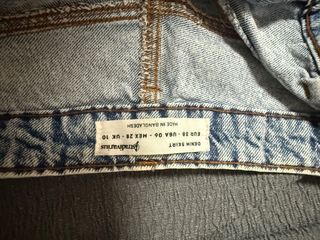 DENIM SKIRT
Stradivarius
EUR 38 - USA 06 - MEX 28 - UK 10
MADE IN BANGLADESH